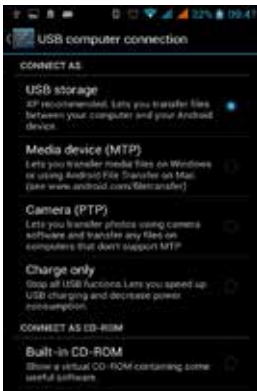 22% 09:47
USB computer connection
CONNECT AS
USB storage
XP recommended. Lets you transfer files
between your computer and your Android
device.
Media device (MTP)
Lets you transfer media files on Windows
or using Android File Transfer on Mac
(see www.android.com/filetransfer)
Camera (PTP)
Lets you transfer photos using camera
software and transfer any files on
computers that don't support MTP
Charge only
Stop all USB fuctions.Lets you speed up
USB charging and decrease power
consumption.
CONNECT AS CD-ROM
Built-in CD-ROM
Show a virtual CD-ROM containing some
useful software.